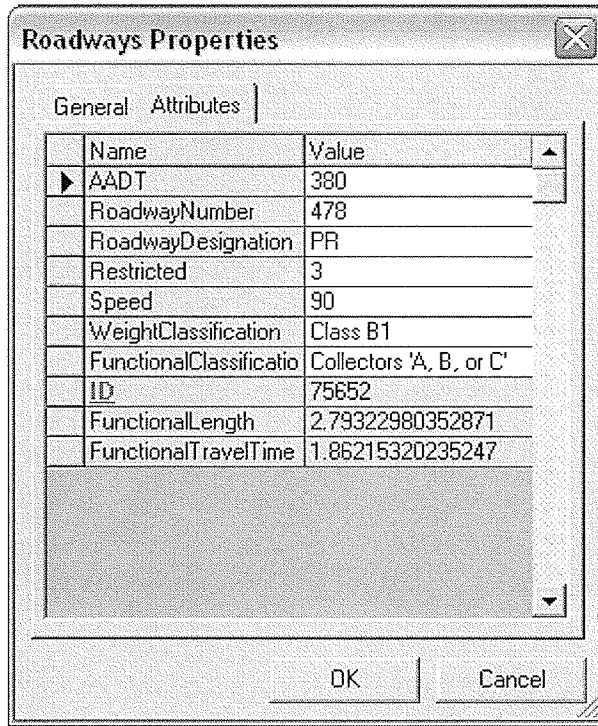 Roadways Properties
General Attributes
Name Value
AADT 380
RoadwayNumber 478
RoadwayDesignation PR
Restricted 3
Speed 90
WeightClassification Class B1
FunctionalClassificatio Collectors 'A, B, or C'
ID 75652
FunctionalLength 2.79322980352871
FunctionalTravelTime 1.86215320235247
OK Cancel